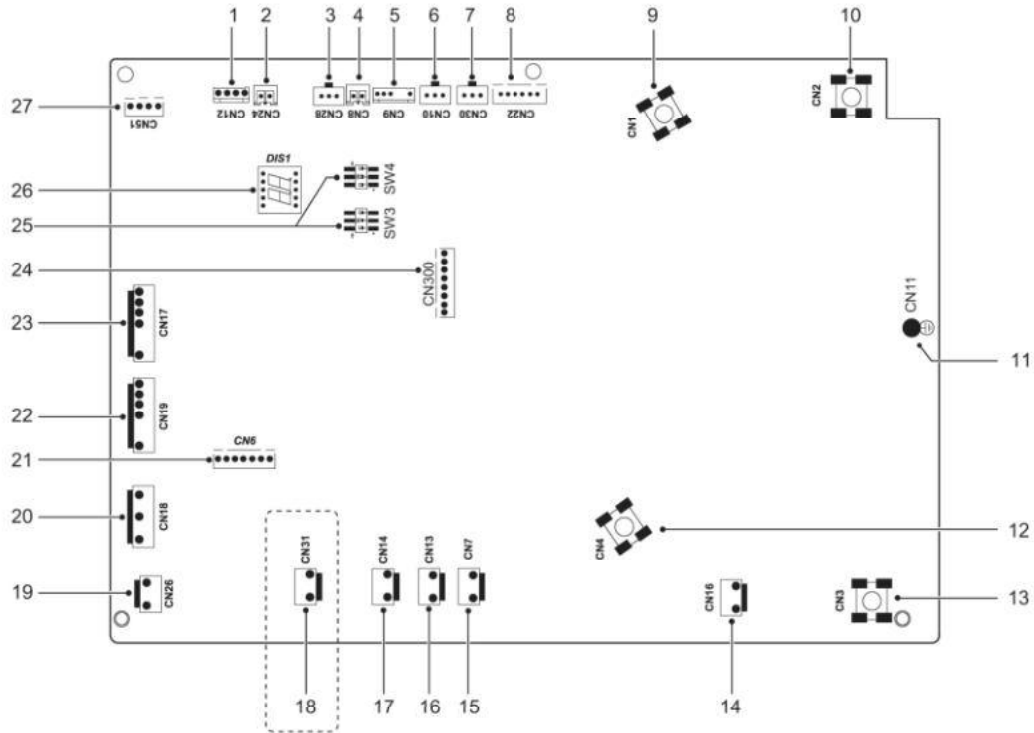 1 2 3 4 5 6 7 8 9 10
27
CN51
CN12
CN24
CN28
CN8
CN9
CN10
CN30
CN22
CN1
CN2
DIS1
26
SW4
25
SW3
24
CN300
CN11
23
CN17
11
22
CN19
CN6
21
20
CN18
CN4
12
CN31
CN14
CN13
CN7
19
CN26
CN16
CN3
13
18 17 16 15 14